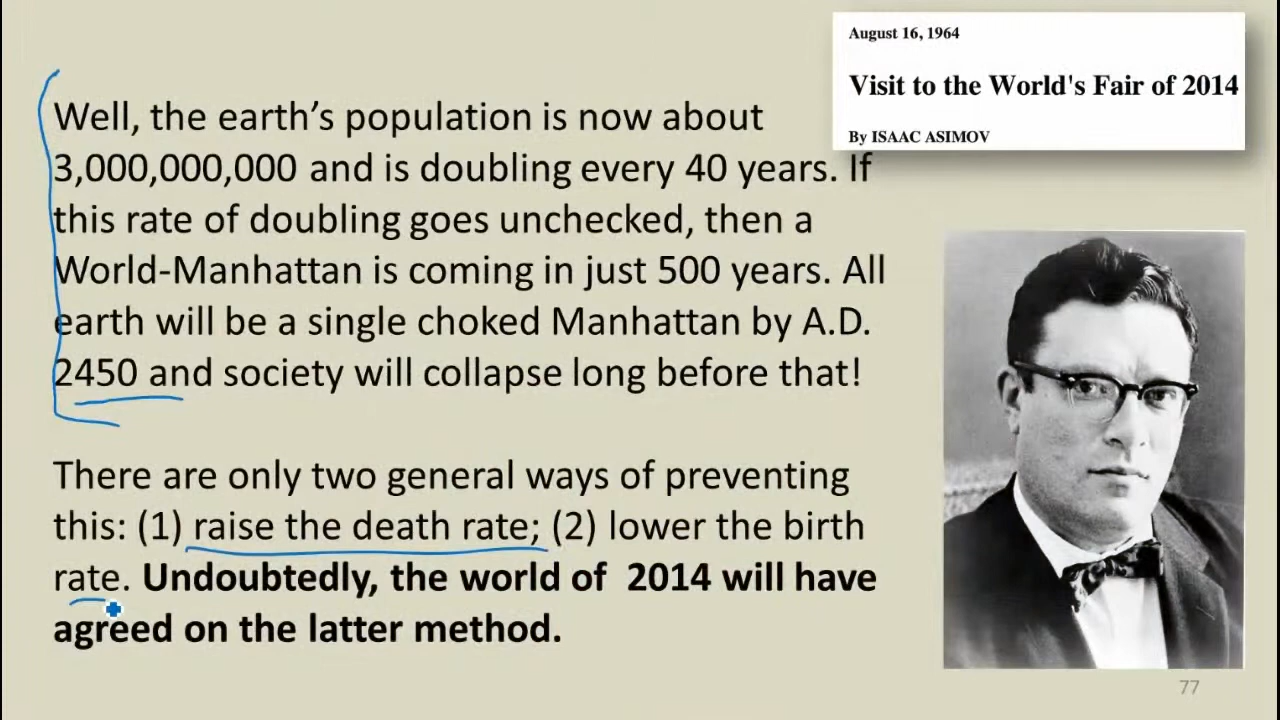 August 16, 1964
Visit to the World's Fair of 2014
By ISAAC ASIMOV
Well, the earth’s population is now about
3,000,000,000 and is doubling every 40 years. If
this rate of doubling goes unchecked, then a
World-Manhattan is coming in just 500 years. All
earth will be a single choked Manhattan by A.D.
2450 and society will collapse long before that!
There are only two general ways of preventing
this: (1) raise the death rate; (2) lower the birth
rate. Undoubtedly, the world of  2014 will have
agreed on the latter method.
77